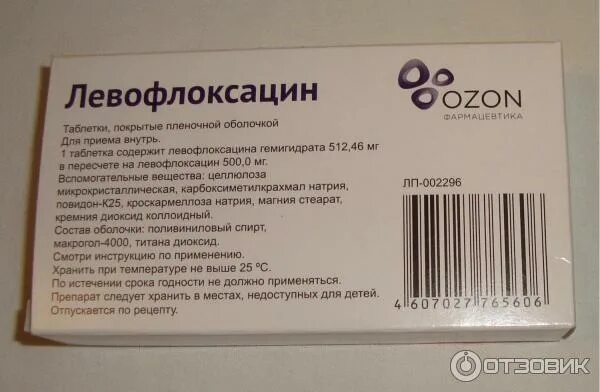 Левофлоксацин
OZON
ФАРМАЦЕВТИКА
Таблетки, покрытые пленочной оболочкой
Для приема внутрь.
1 таблетка содержит левофлоксацина гемигидрата 512,46 мг
в пересчете на левофлоксацин 500,0 мг.
Вспомогательные вещества: целлюлоза
микрокристаллическая, карбоксиметилкрахмал натрия,
повидон-К25, кроскармеллоза натрия, магния стеарат,
кремния диоксид коллоидный.
Состав оболочки: поливиниловый спирт,
макрогол-4000, титана диоксид.
Смотри инструкцию по применению.
Хранить при температуре не выше 25 ºС.
По истечении срока годности не должно применяться.
Препарат следует хранить в местах, недоступных для детей.
Отпускается по рецепту.
ЛП-002296
4 607027 765606
ОТЗОВИК